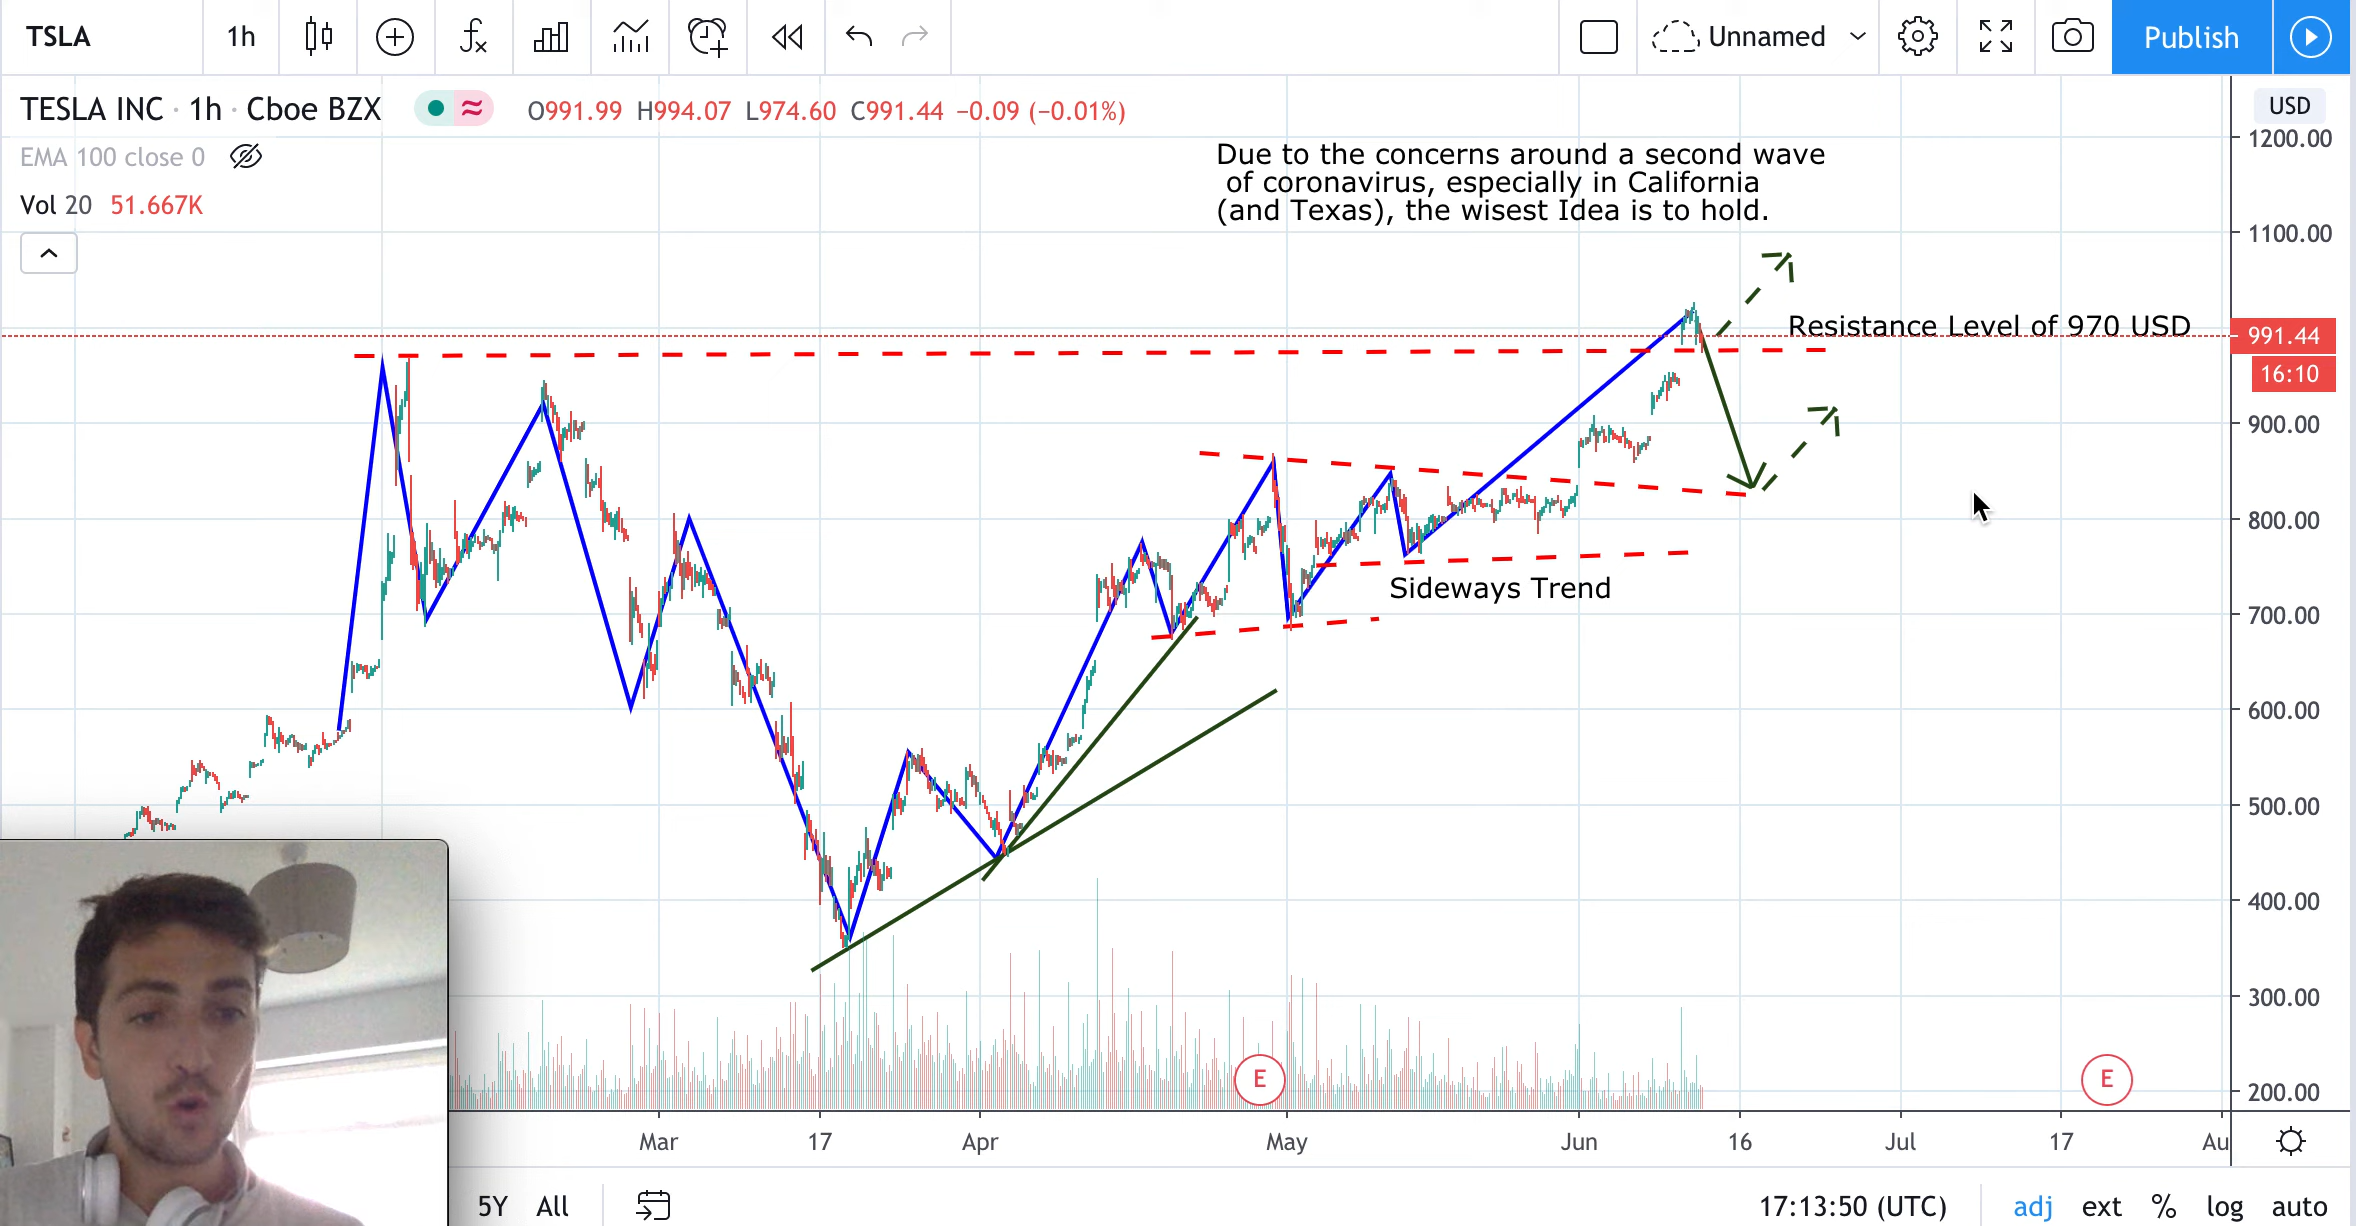 TSLA
1h
Unnamed
Publish
TESLA INC · 1h · Cboe BZX
O991.99 H994.07 L974.60 C991.44 −0.09 (−0.01%)
USD
EMA 100 close 0
Vol 20 51.667K
Due to the concerns around a second wave
of coronavirus, especially in California
(and Texas), the wisest Idea is to hold.
Resistance Level of 970 USD
Sideways Trend
1200.00
1100.00
991.44
16:10
900.00
800.00
700.00
600.00
500.00
400.00
300.00
200.00
E
E
Mar
17
Apr
May
Jun
16
Jul
17
Au
5Y
All
17:13:50 (UTC)
adj
ext
%
log
auto